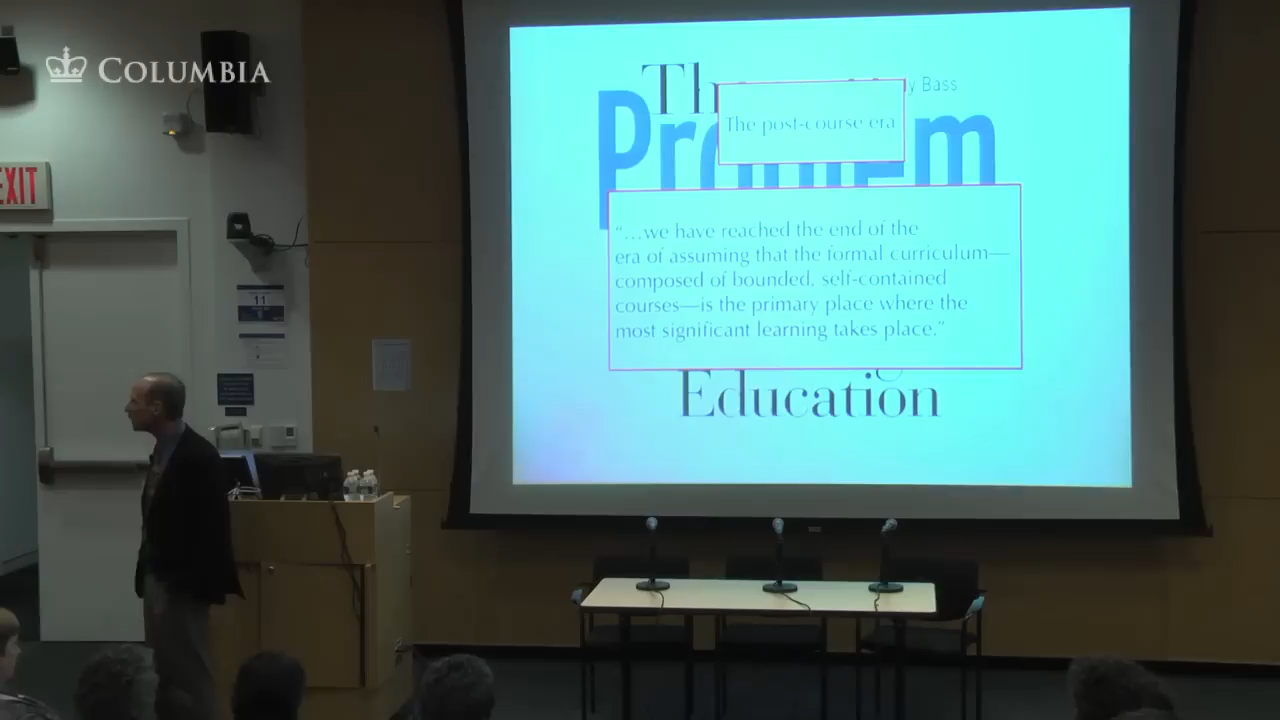 COLUMBIA
EXIT
11
y Bass
The post-course era
“…we have reached the end of the
era of assuming that the formal curriculum—
composed of bounded, self-contained
courses—is the primary place where the
most significant learning takes place.”
Education